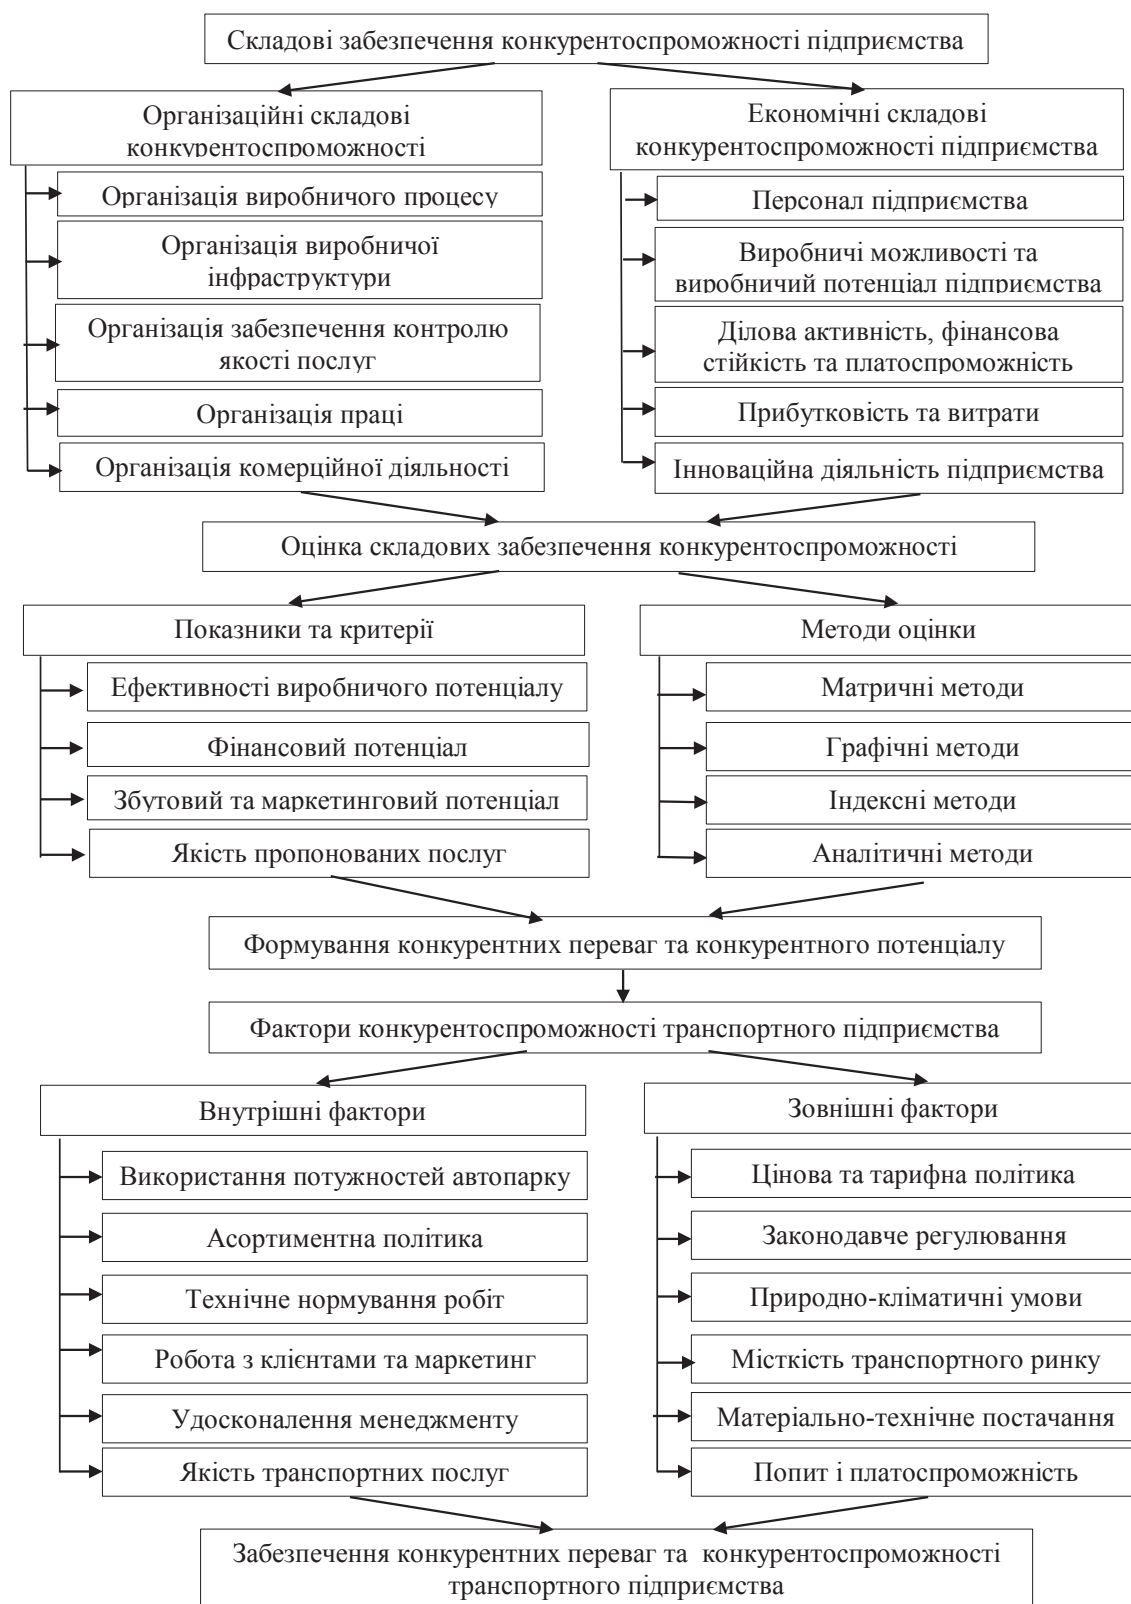 Складові забезпечення конкурентоспроможності підприємства
Організаційні складові
конкурентоспроможності
Організація виробничого процесу
Організація виробничої
інфраструктури
Організація забезпечення контролю
якості послуг
Організація праці
Організація комерційної діяльності
Економічні складові
конкурентоспроможності підприємства
Персонал підприємства
Виробничі можливості та
виробничий потенціал підприємства
Ділова активність, фінансова
стійкість та платоспроможність
Прибутковість та витрати
Інноваційна діяльність підприємства
Оцінка складових забезпечення конкурентоспроможності
Показники та критерії
Ефективності виробничого потенціалу
Фінансовий потенціал
Збутовий та маркетинговий потенціал
Якість пропонованих послуг
Методи оцінки
Матричні методи
Графічні методи
Індексні методи
Аналітичні методи
Формування конкурентних переваг та конкурентного потенціалу
Фактори конкурентоспроможності транспортного підприємства
Внутрішні фактори
Використання потужностей автопарку
Асортиментна політика
Технічне нормування робіт
Робота з клієнтами та маркетинг
Удосконалення менеджменту
Якість транспортних послуг
Зовнішні фактори
Цінова та тарифна політика
Законодавче регулювання
Природно-кліматичні умови
Місткість транспортного ринку
Матеріально-технічне постачання
Попит і платоспроможність
Забезпечення конкурентних переваг та конкурентоспроможності
транспортного підприємства